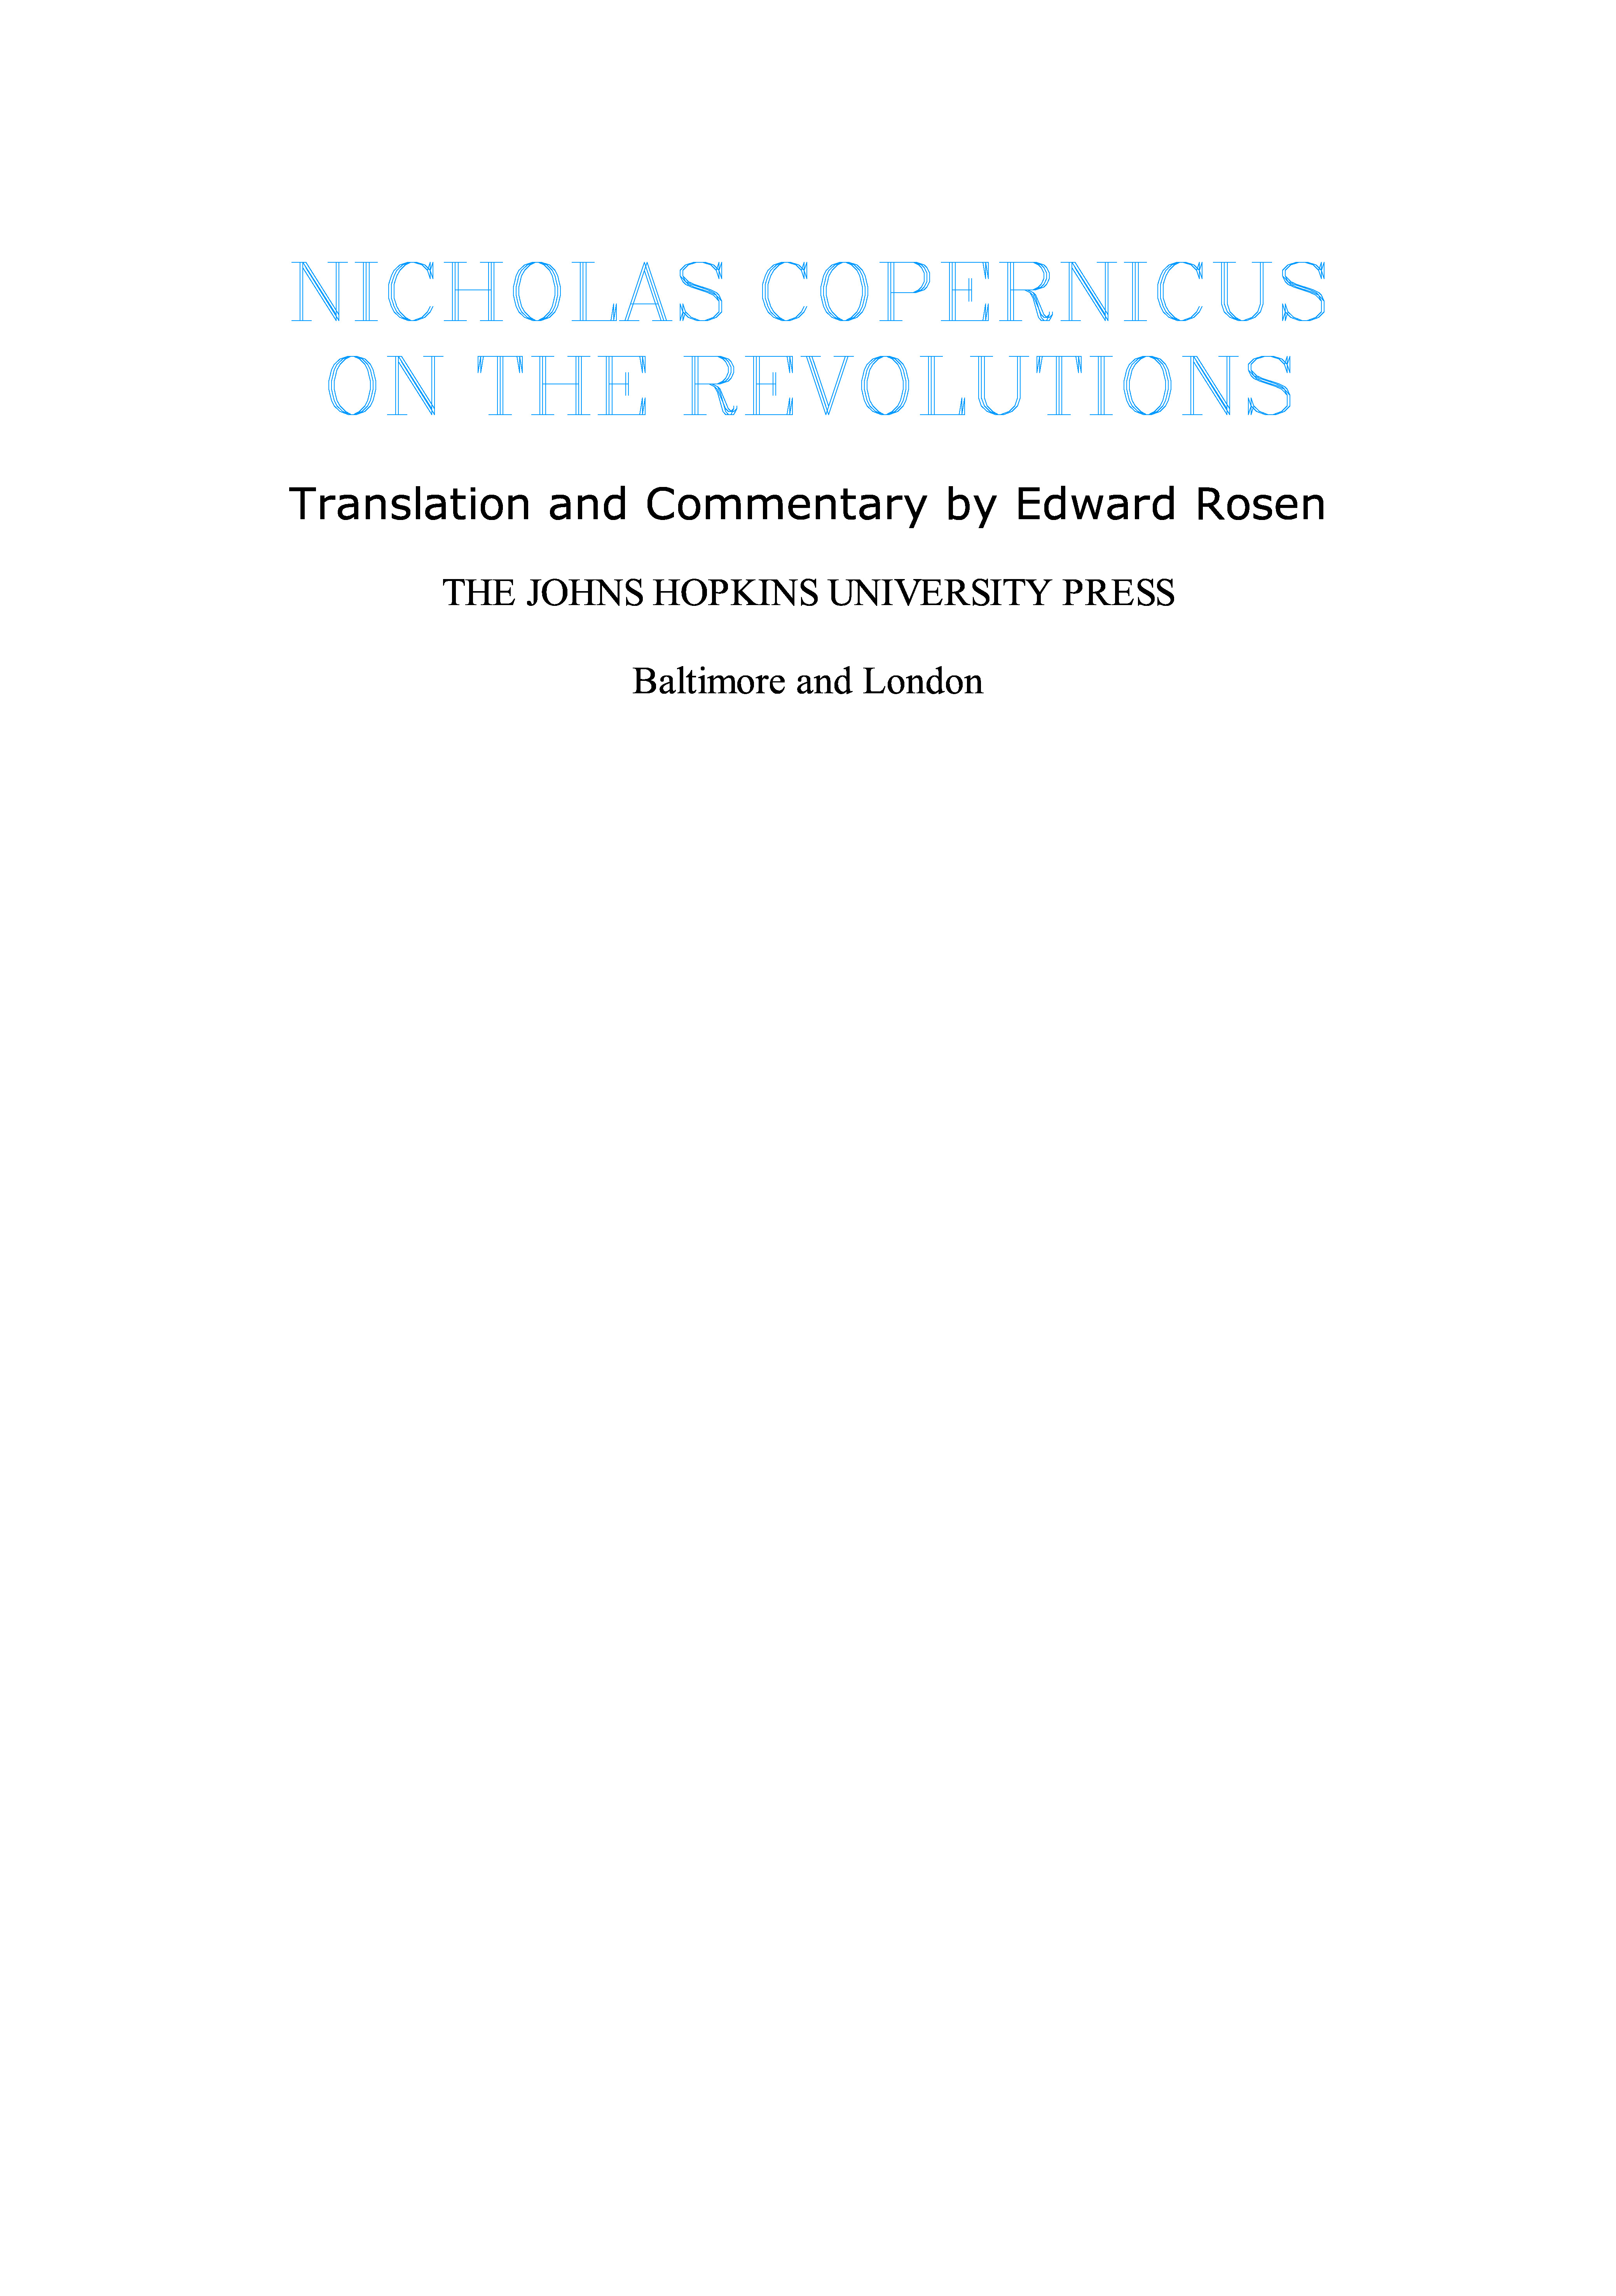 NICHOLAS COPERNICUS
ON THE REVOLUTIONS
Translation and Commentary by Edward Rosen
THE JOHNS HOPKINS UNIVERSITY PRESS
Baltimore and London